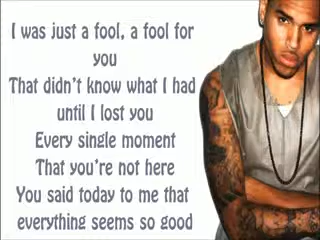 I was just a fool, a fool for
you
That didn't know what I had
until I lost you
Every single moment
That you're not here
You said today to me that
everything seems so good